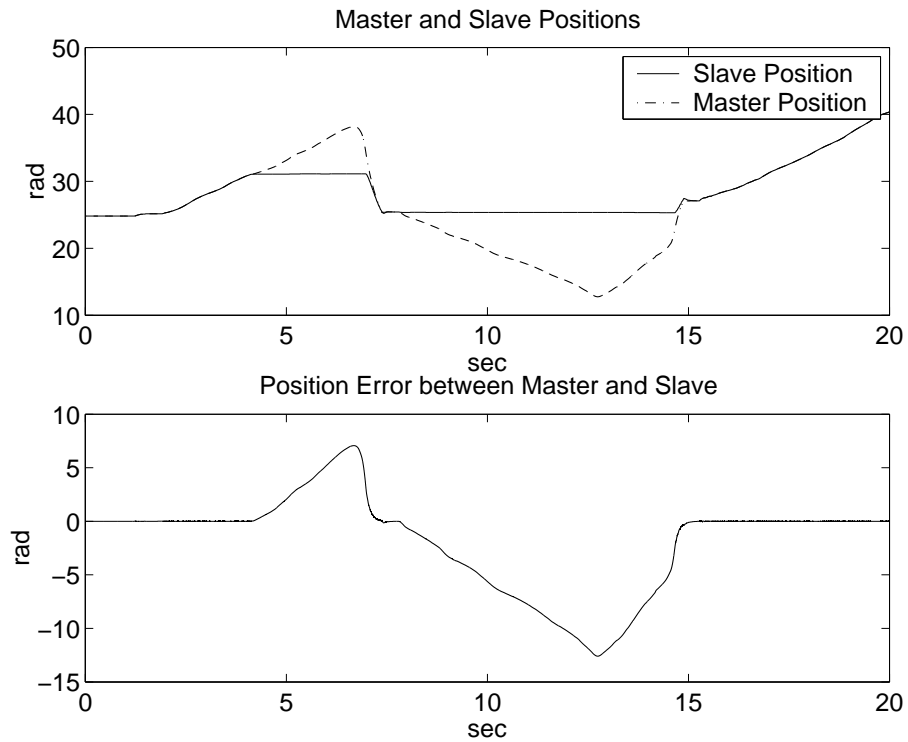 Master and Slave Positions
50
40
30
20
10
rad
Slave Position
Master Position
0 5 10 15 20
sec
Position Error between Master and Slave
10
5
0
−5
−10
−15
rad
0 5 10 15 20
sec